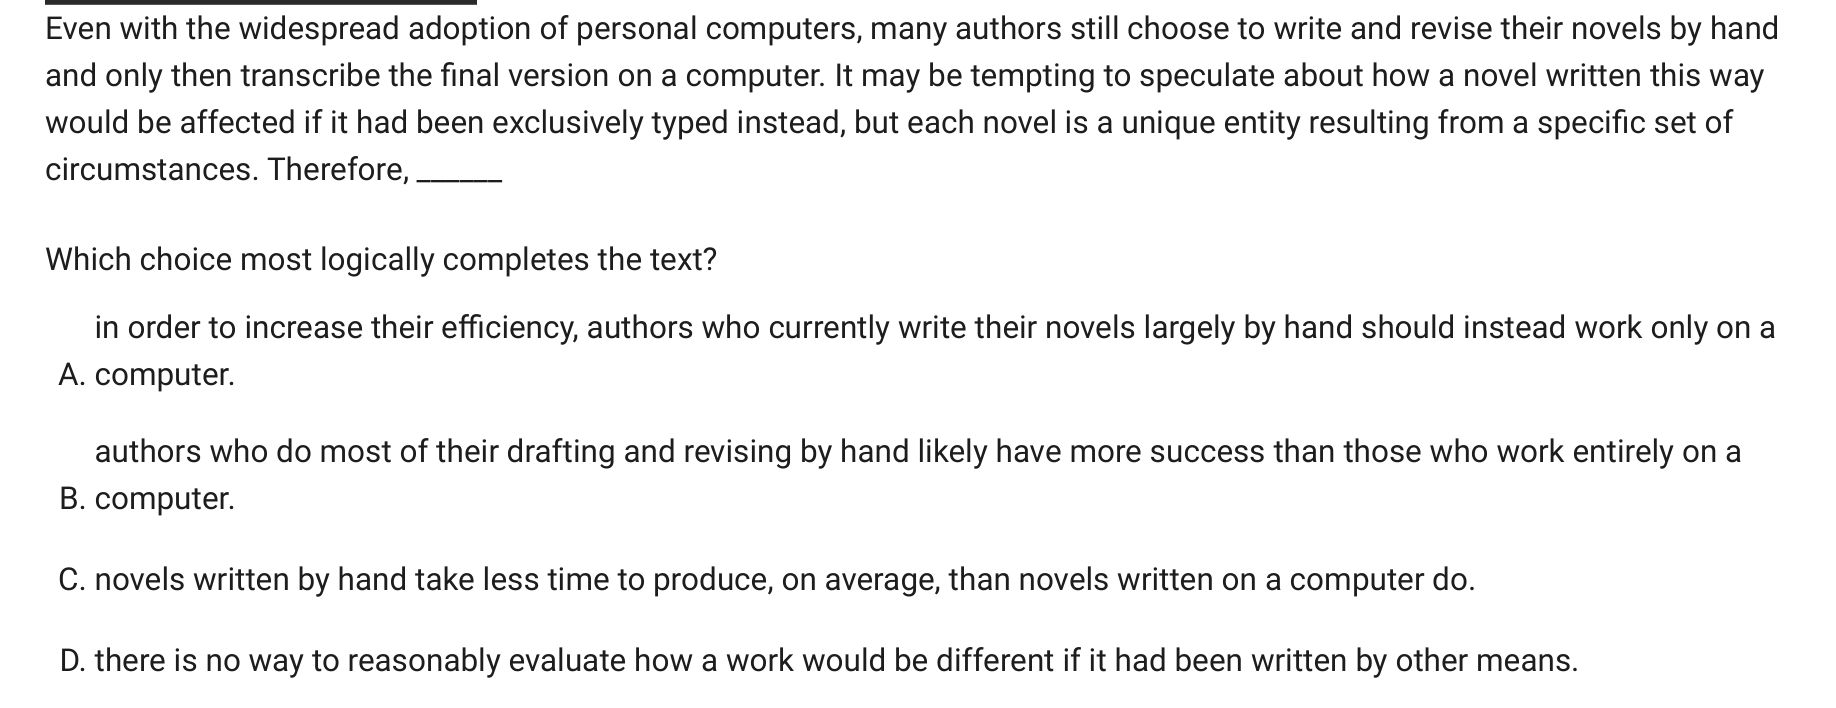 Even with the widespread adoption of personal computers, many authors still choose to write and revise their novels by hand
and only then transcribe the final version on a computer. It may be tempting to speculate about how a novel written this way
would be affected if it had been exclusively typed instead, but each novel is a unique entity resulting from a specific set of
circumstances. Therefore, ______
Which choice most logically completes the text?
in order to increase their efficiency, authors who currently write their novels largely by hand should instead work only on a
A. computer.
authors who do most of their drafting and revising by hand likely have more success than those who work entirely on a
B. computer.
C. novels written by hand take less time to produce, on average, than novels written on a computer do.
D. there is no way to reasonably evaluate how a work would be different if it had been written by other means.